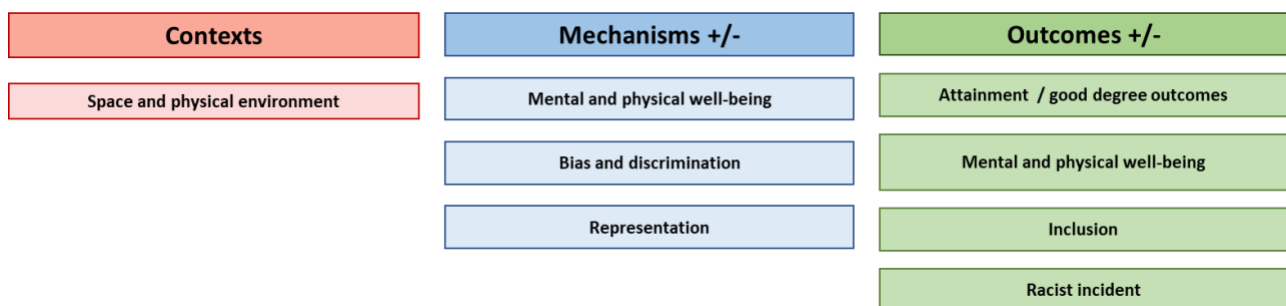 Contexts
Mechanisms +/-
Outcomes +/-
Space and physical environment
Mental and physical well-being
Attainment / good degree outcomes
Bias and discrimination
Mental and physical well-being
Representation
Inclusion
Racist incident